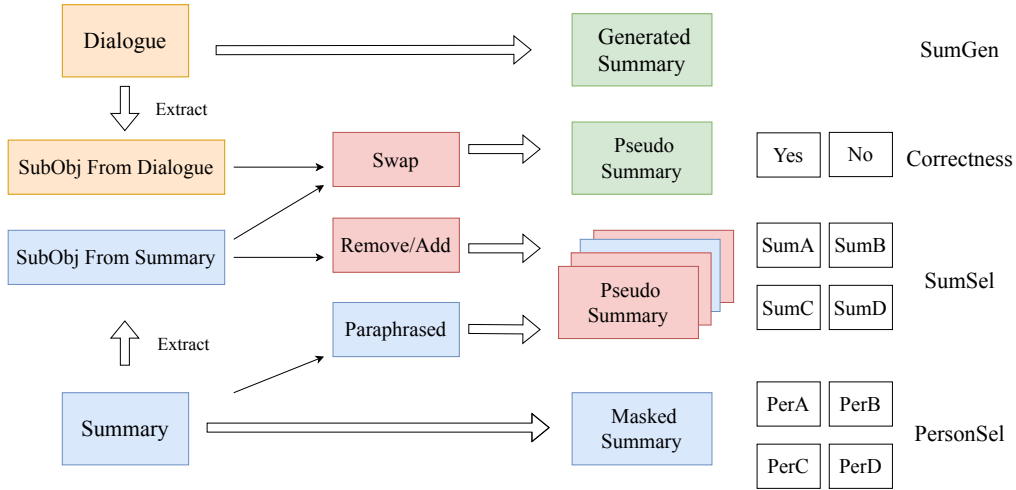 Dialogue
Generated
Summary
SumGen
Extract
SubObj From Dialogue
Swap
Pseudo
Summary
Yes
No
Correctness
SubObj From Summary
Remove/Add
Pseudo
Summary
SumA
SumB
SumC
SumD
SumSel
Extract
Paraphrased
Summary
Masked
Summary
PerA
PerB
PerC
PerD
PersonSel